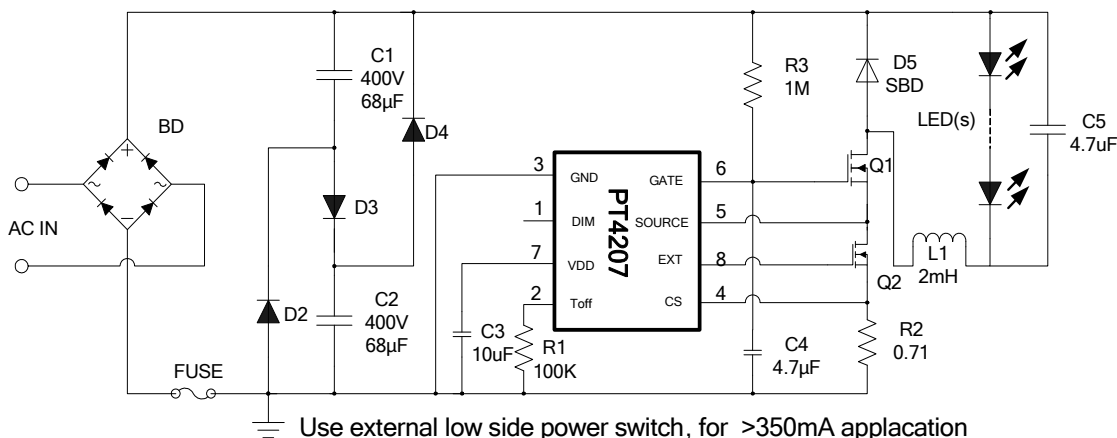 C1
400V
68µF
BD
+
~
~
−
AC IN
D4
D3
D2
C2
400V
68µF
FUSE
3
GND
1
DIM
7
VDD
2
Toff
PT4207
GATE
6
SOURCE
5
EXT
8
CS
4
C3
10uF
R1
100K
C4
4.7µF
R3
1M
D5
SBD
Q1
Q2
R2
0.71
LED(s)
L1
2mH
C5
4.7uF
Use external low side power switch, for >350mA applacation